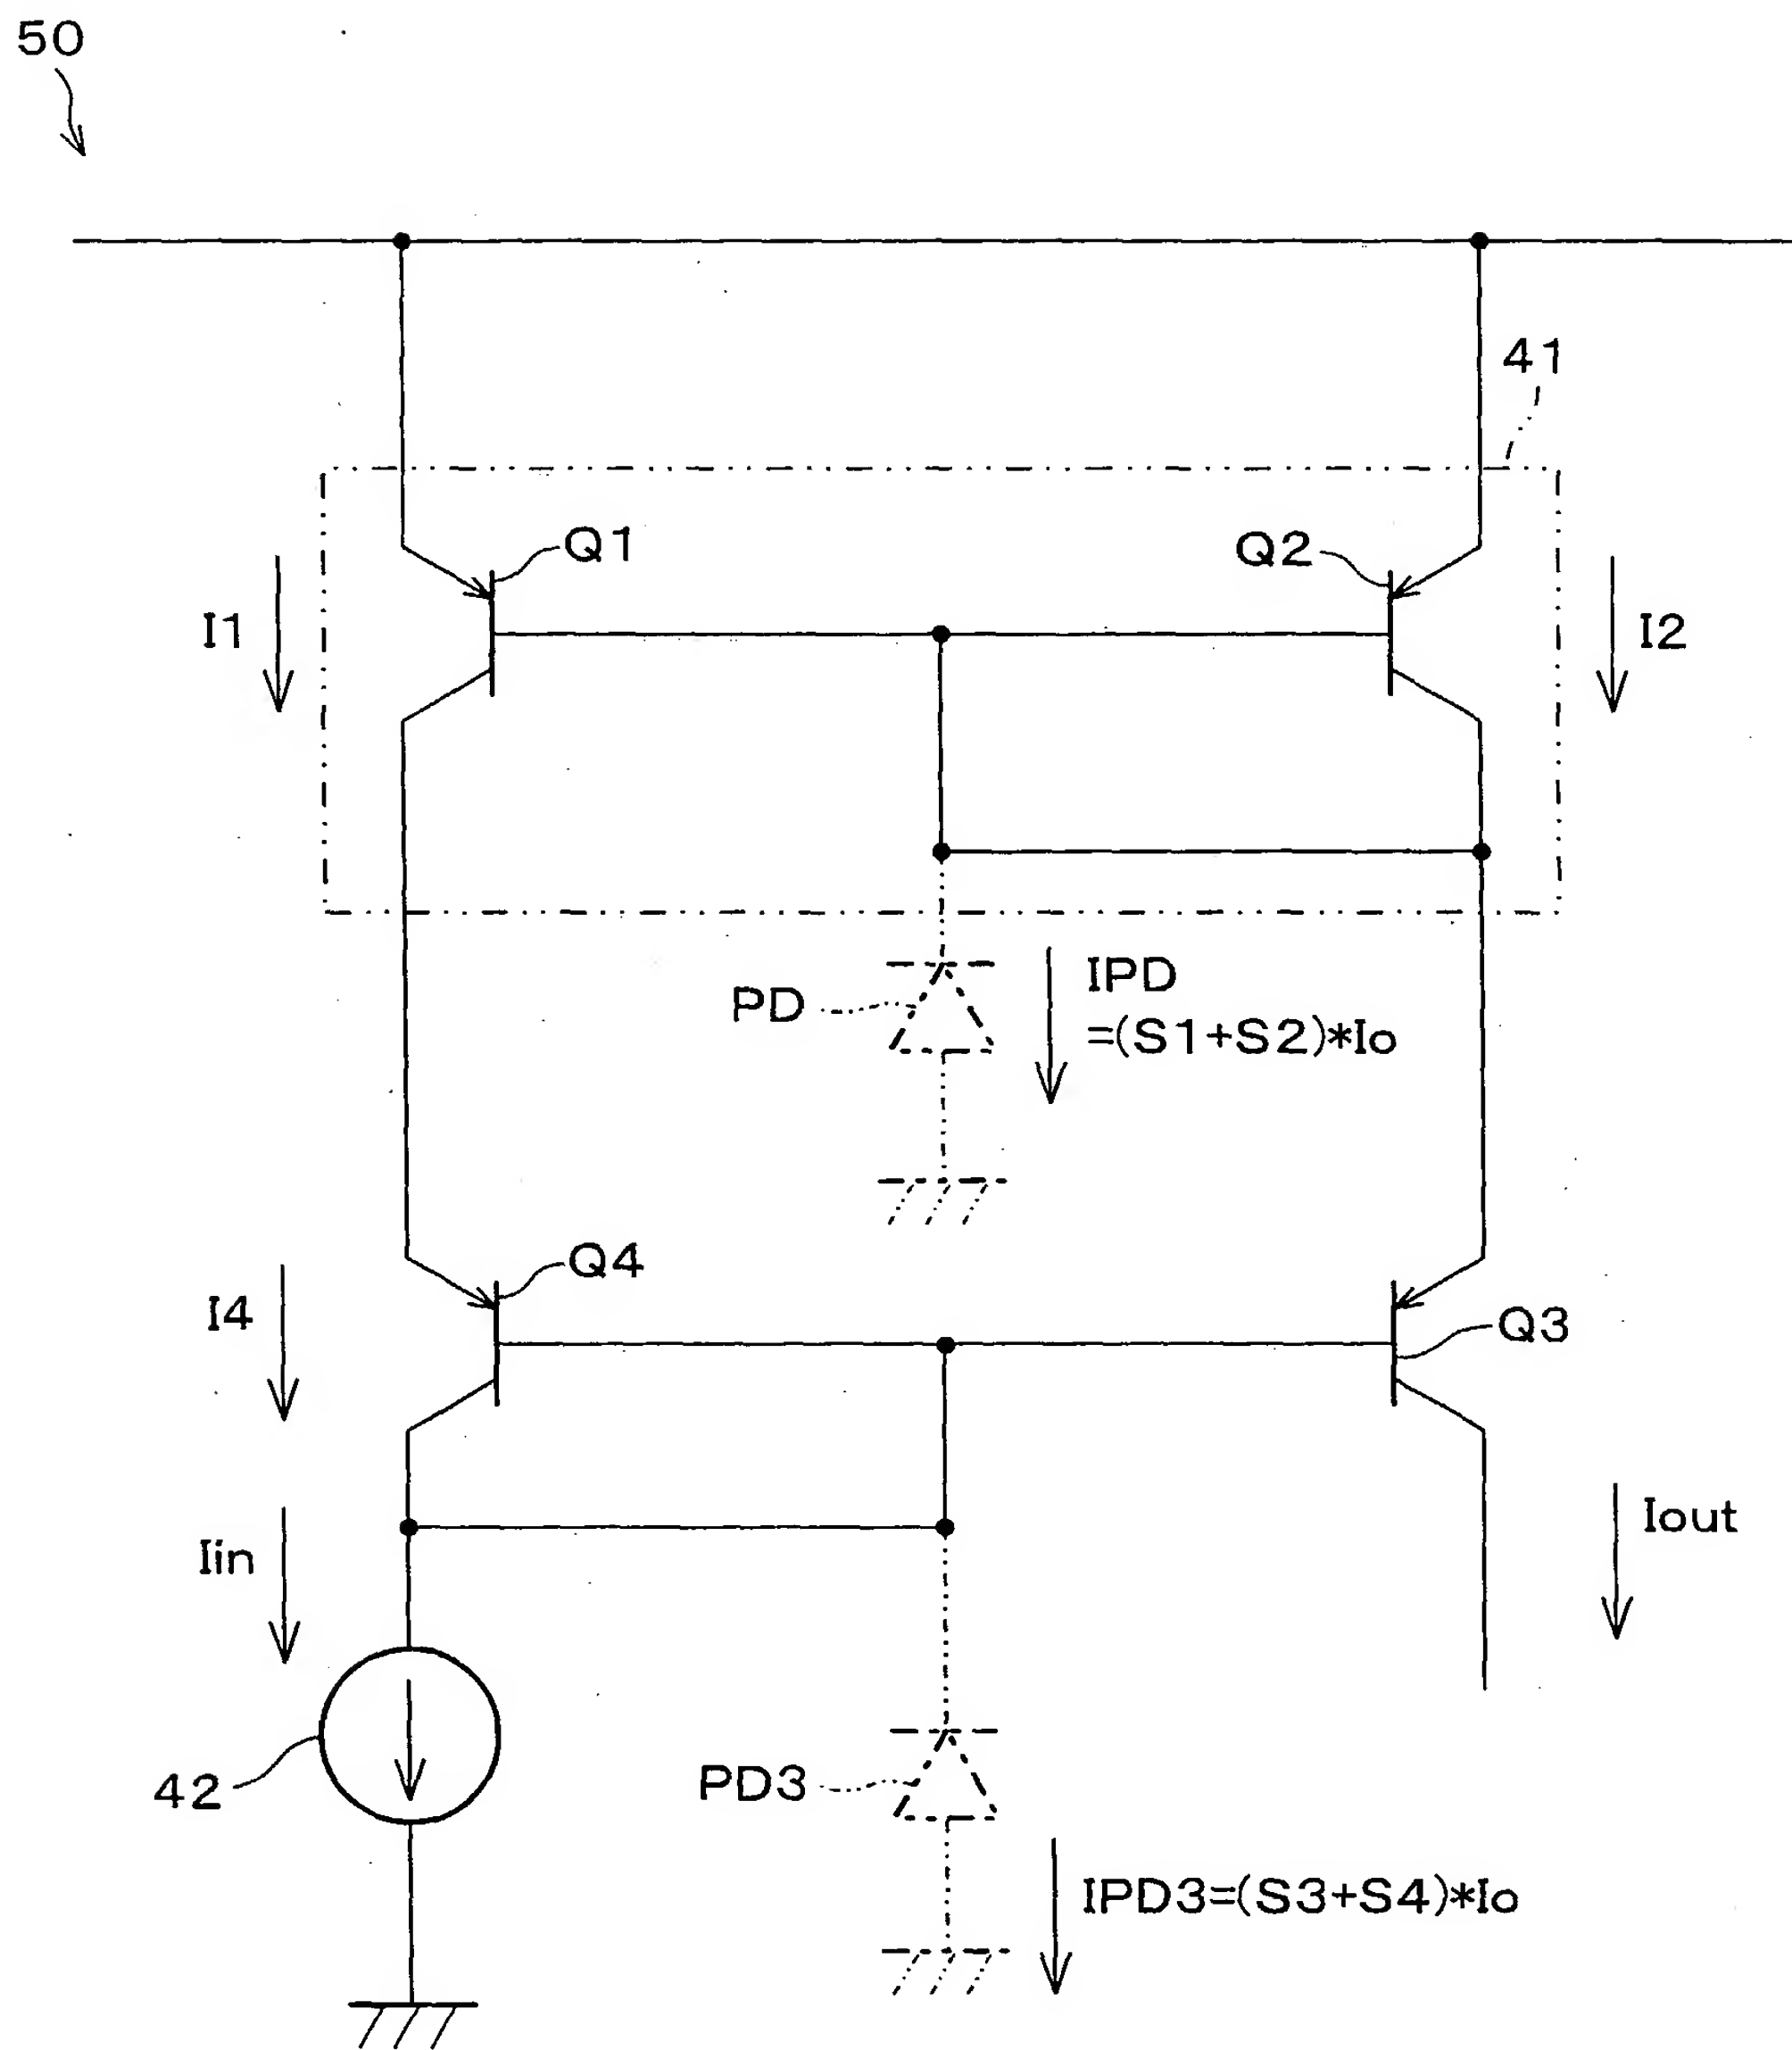 50
41
Q1
Q2
I1
I2
IPD
=(S1+S2)*Io
PD
Q4
I4
Q3
Iin
Iout
42
PD3
IPD3=(S3+S4)*Io